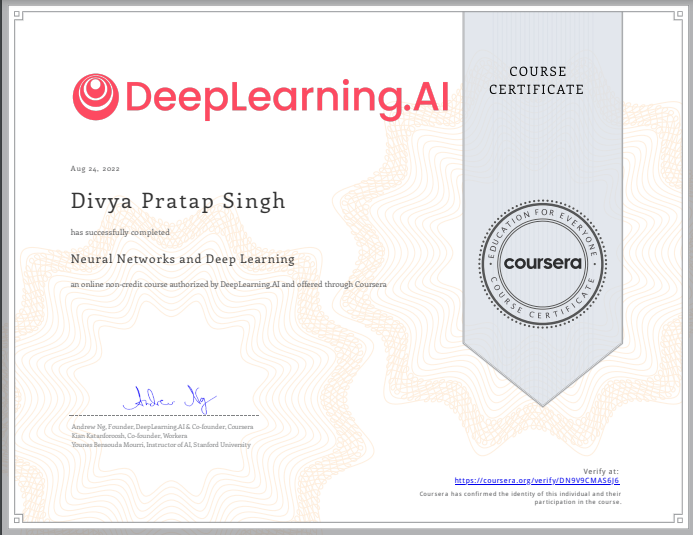 DeepLearning.AI
COURSE
CERTIFICATE
Aug 24, 2022
Divya Pratap Singh
has successfully completed
Neural Networks and Deep Learning
an online non-credit course authorized by DeepLearning.AI and offered through Coursera
EDUCATION FOR EVERYONE
coursera
COURSE CERTIFICATE
Andrew Ng
Andrew Ng, Founder, DeepLearning.AI & Co-founder, Coursera
Kian Katanforoosh, Co-founder, Workera
Younes Bensouda Mourri, Instructor of AI, Stanford University
Verify at:
https://coursera.org/verify/DN9V9CMAS6J6
Coursera has confirmed the identity of this individual and their
participation in the course.